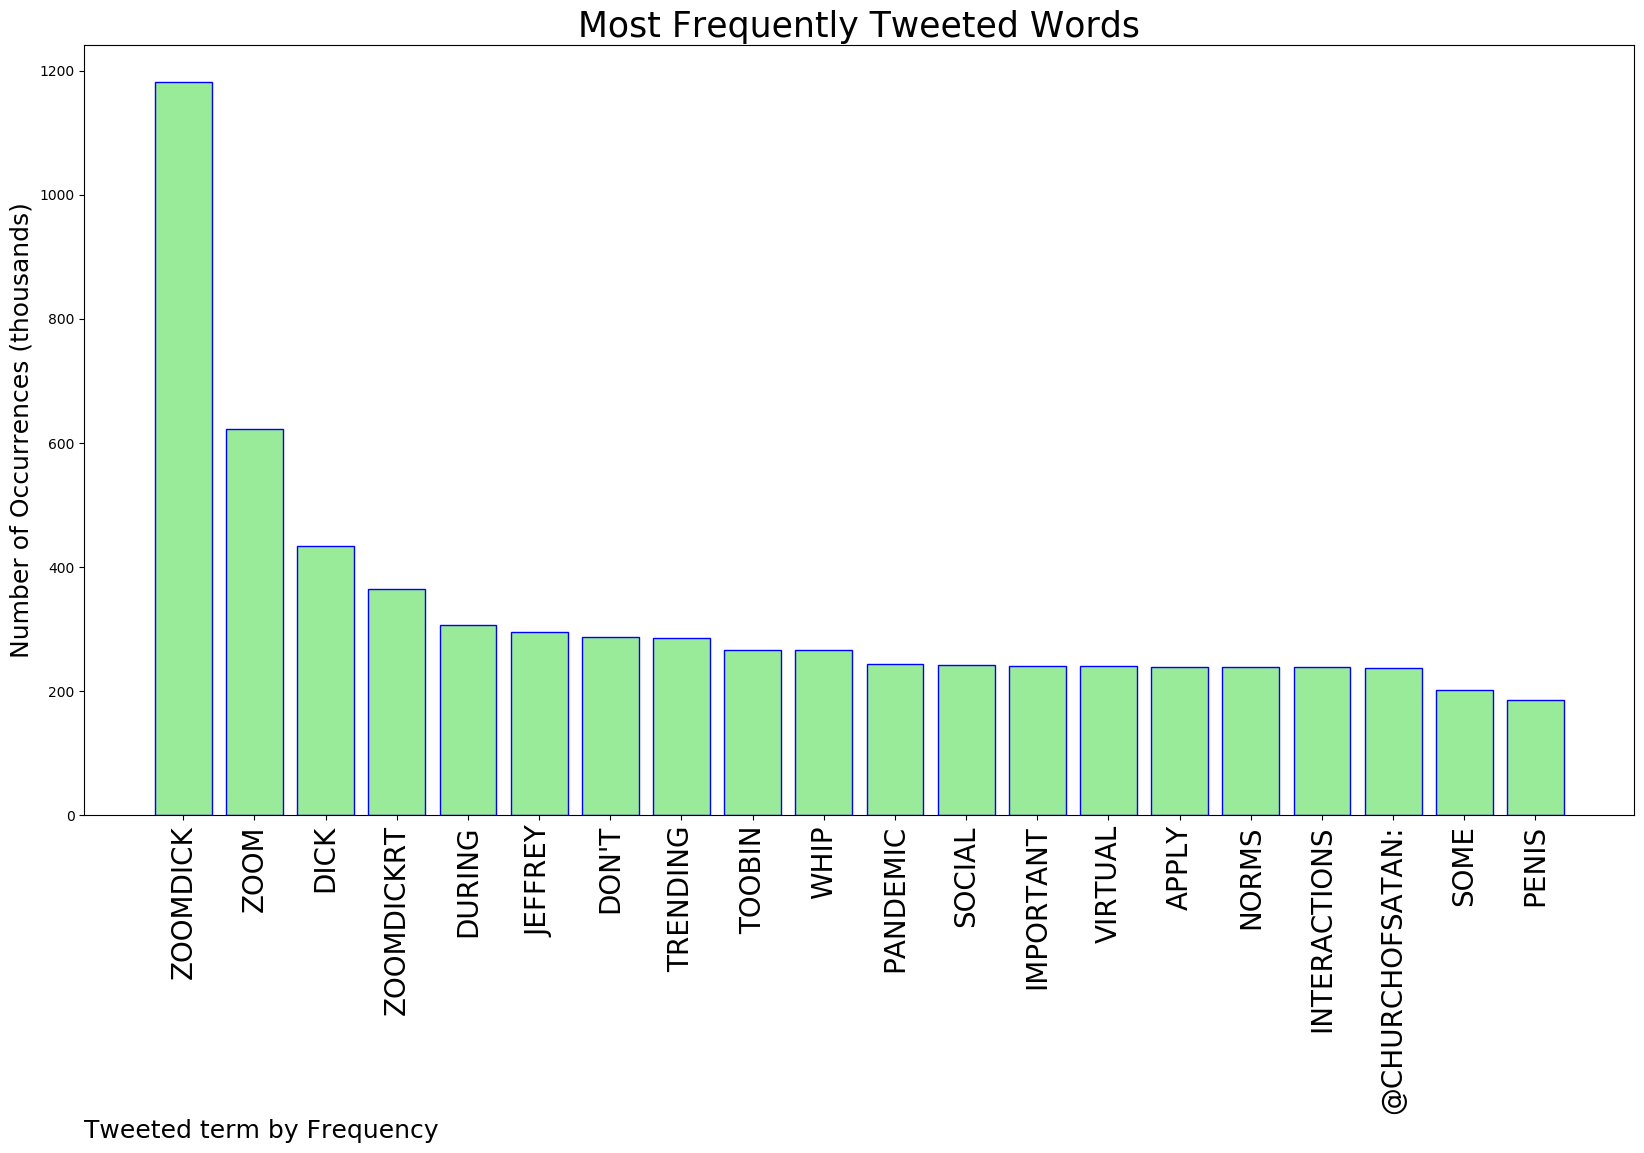 Most Frequently Tweeted Words
Number of Occurrences (thousands)
1200
1000
800
600
400
200
0
ZOOMDICK
ZOOM
DICK
ZOOMDICKRT
DURING
JEFFREY
DON'T
TRENDING
TOOBIN
WHIP
PANDEMIC
SOCIAL
IMPORTANT
VIRTUAL
APPLY
NORMS
INTERACTIONS
@CHURCHOFSATAN:
SOME
PENIS
Tweeted term by Frequency